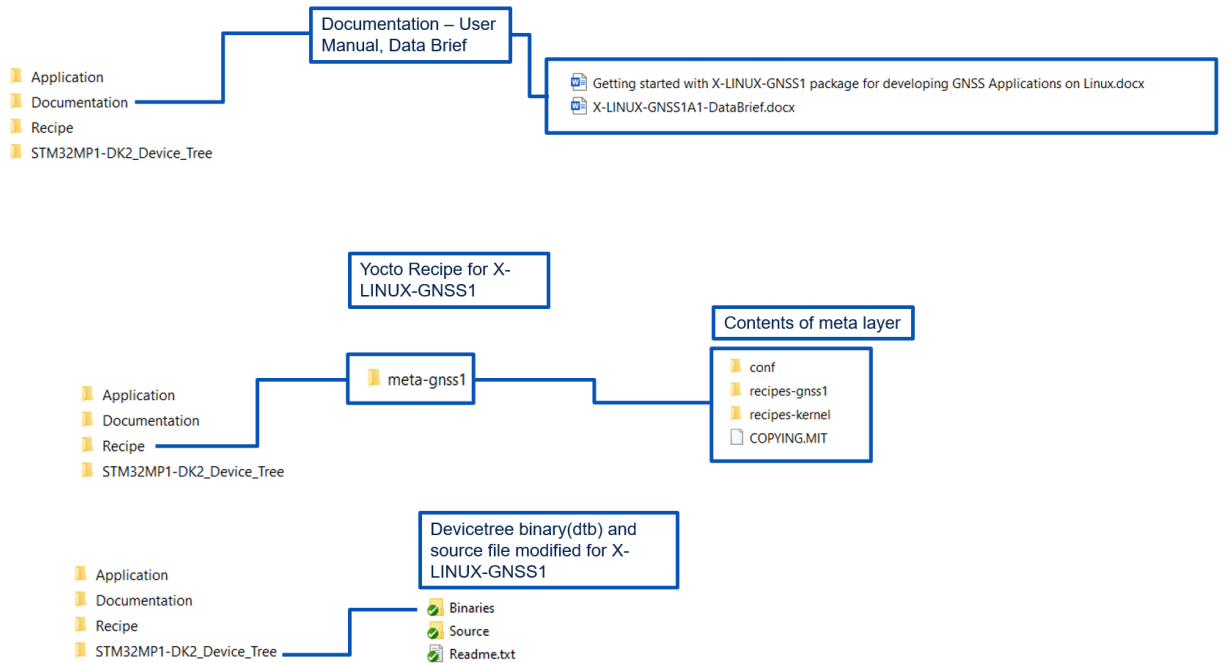 Documentation – User
Manual, Data Brief
Application
Documentation
Recipe
STM32MP1-DK2_Device_Tree
Getting started with X-LINUX-GNSS1 package for developing GNSS Applications on Linux.docx
X-LINUX-GNSS1A1-DataBrief.docx
Yocto Recipe for X-
LINUX-GNSS1
Contents of meta layer
Application
Documentation
Recipe
STM32MP1-DK2_Device_Tree
meta-gnss1
conf
recipes-gnss1
recipes-kernel
COPYING.MIT
Devicetree binary(dtb) and
source file modified for X-
LINUX-GNSS1
Application
Documentation
Recipe
STM32MP1-DK2_Device_Tree
Binaries
Source
Readme.txt